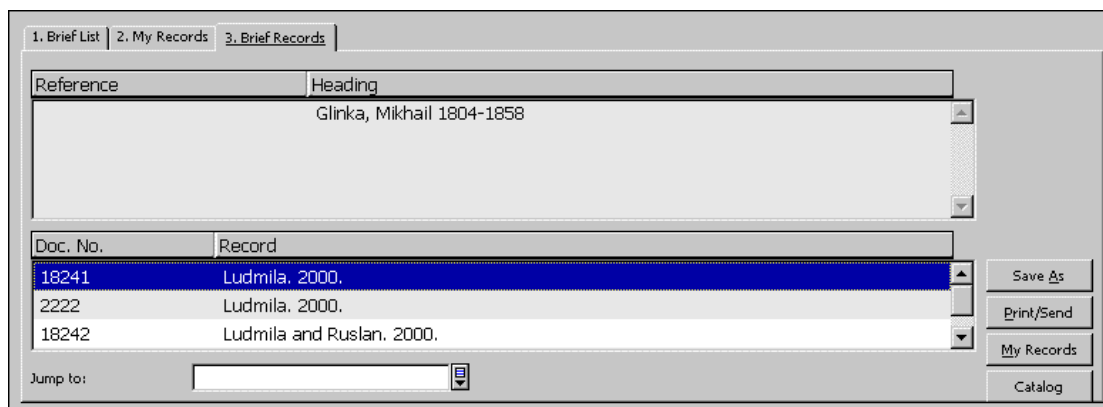 1. Brief List 2. My Records 3. Brief Records
Reference Heading
Glinka, Mikhail 1804-1858
Doc. No. Record
18241 Ludmila. 2000.
2222 Ludmila. 2000.
18242 Ludmila and Ruslan. 2000.
Jump to:
Save As
Print/Send
My Records
Catalog